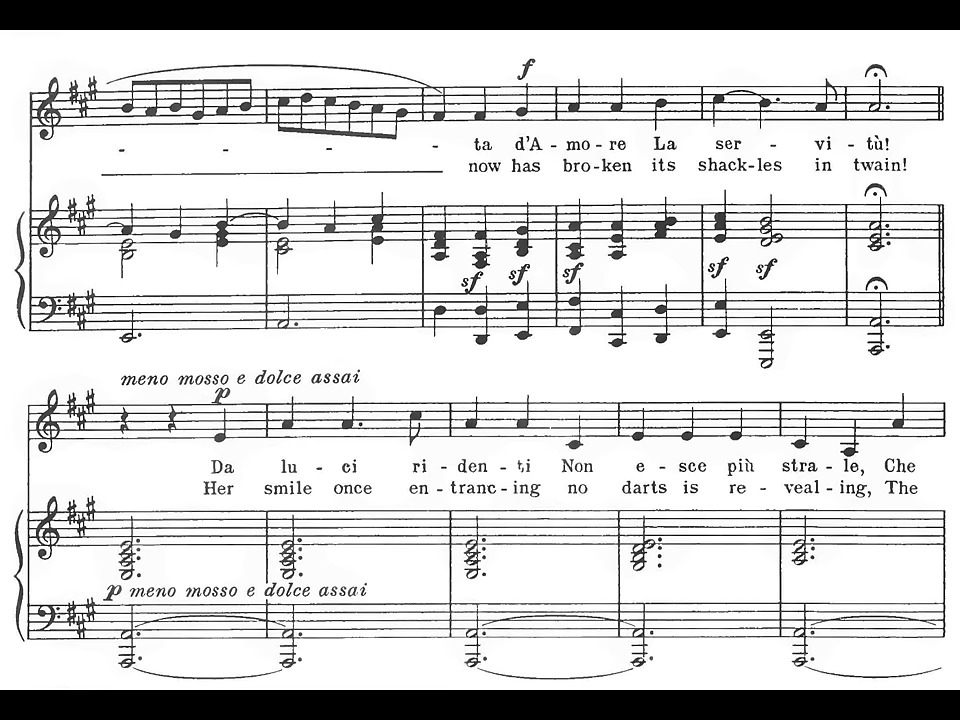 f
- - - - ta d'A - mo - re La ser - vi - tù!
now has bro-ken its shack-les in twain!
sf sf sf sf sf
meno mosso e dolce assai
p
Da lu - ci ri - den - ti Non e - sce più stra - le, Che
Her smile once en - tranc - ing no darts is re - veal - ing, The
p meno mosso e dolce assai